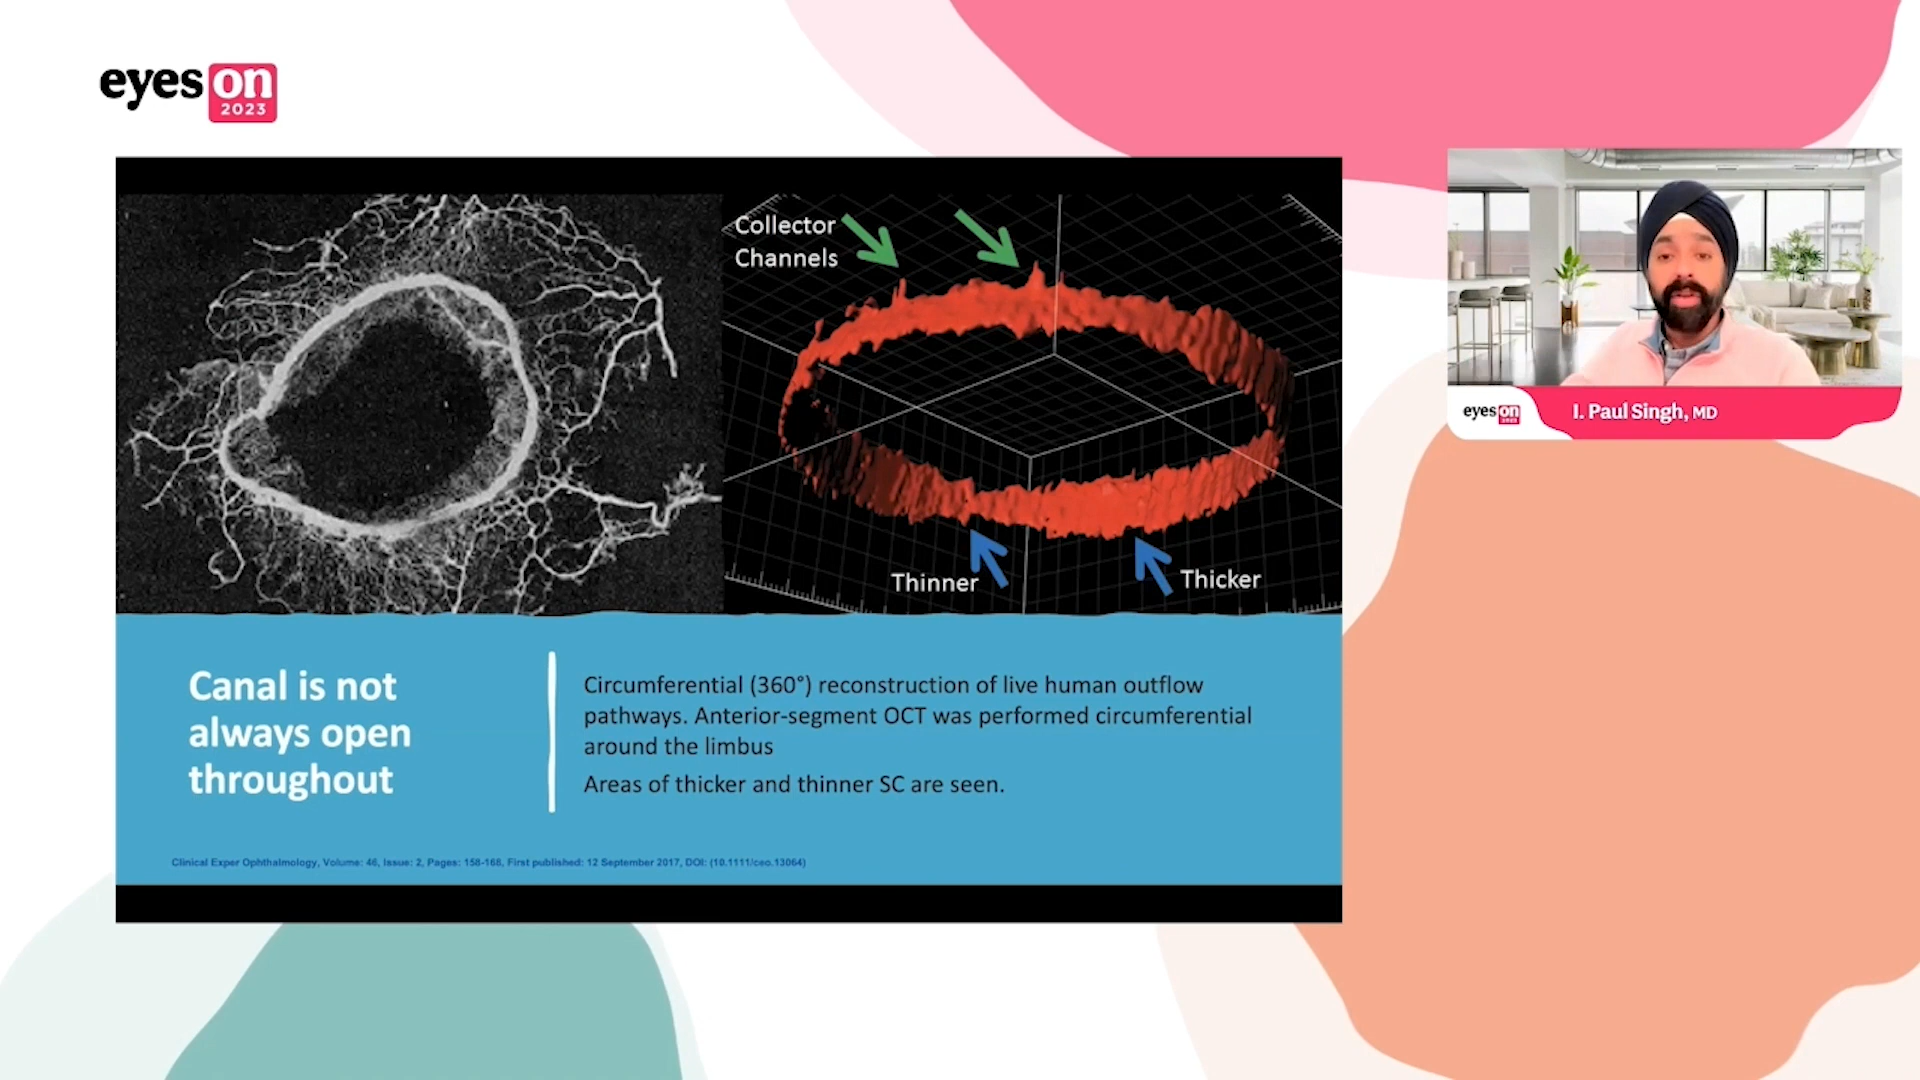 eyes on
2023
Collector
Channels
Thinner
Thicker
Canal is not
always open
throughout
Circumferential (360°) reconstruction of live human outflow
pathways. Anterior-segment OCT was performed circumferential
around the limbus
Areas of thicker and thinner SC are seen.
Clinical Exper Ophthalmology, Volume: 46, Issue: 2, Pages: 158-168, First published: 12 September 2017, DOI: (10.1111/ceo.13064)
eyes on
2023
I. Paul Singh, MD